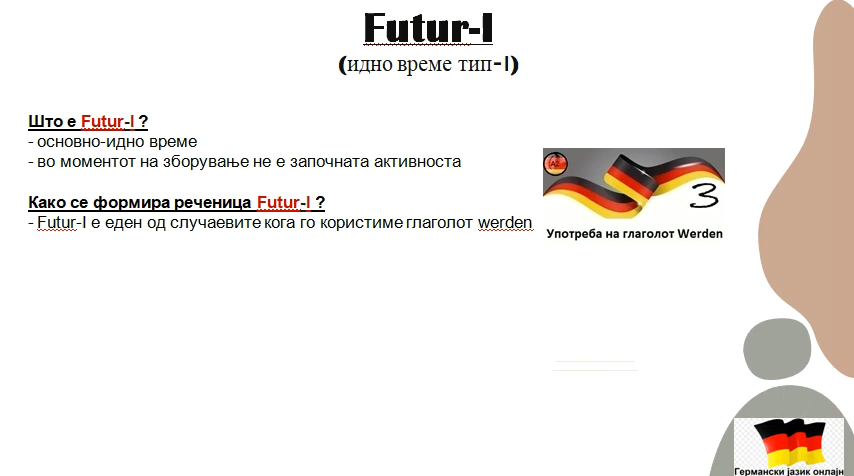 Futur-I
(идно време тип-I)
Што е Futur-I ?
- основно-идно време
- во моментот на зборување не е започната активноста
Како се формира реченица Futur-I ?
- Futur-I е еден од случаевите кога го користиме глаголот werden
A2
3
Употреба на глаголот Werden
Германски јазик онлајн